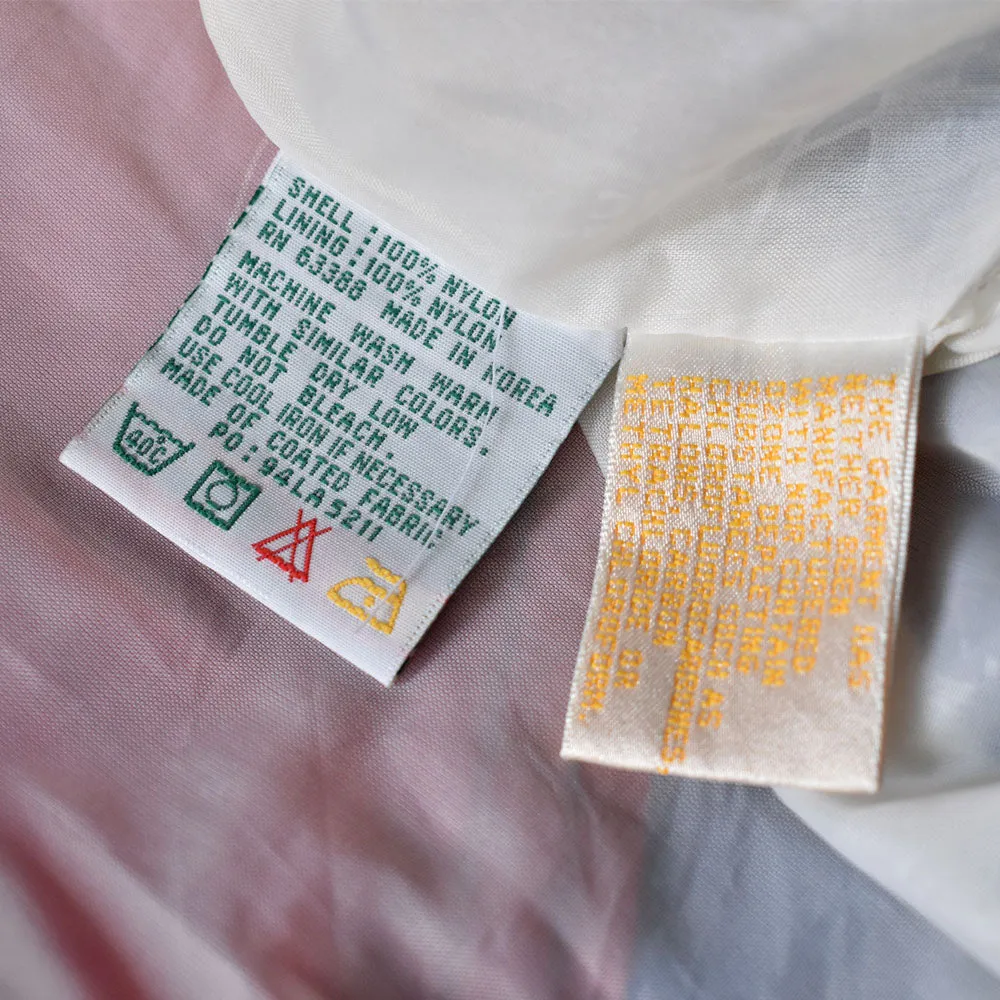 SHELL :100% NYLON
LINING:100% NYLON
RN 63388 MADE IN KOREA
MACHINE WASH WARM
WITH SIMILAR COLORS.
TUMBLE DRY LOW
DO NOT BLEACH.
USE COOL IRON IF NECESSARY
MADE OF COATED FABRIC
PO:94LA5211
40°C
THE GARMENT HAS
NEITHER BEEN
MANUFACTURED
WITH NOR CONTAIN
OZONE DEPLETING
SUBSTANCES SUCH AS
CHLOROFLUOROCARBONES,
HALOES CARBON
TETRACHLORIDE OR
METHYL CHLOROFORM.